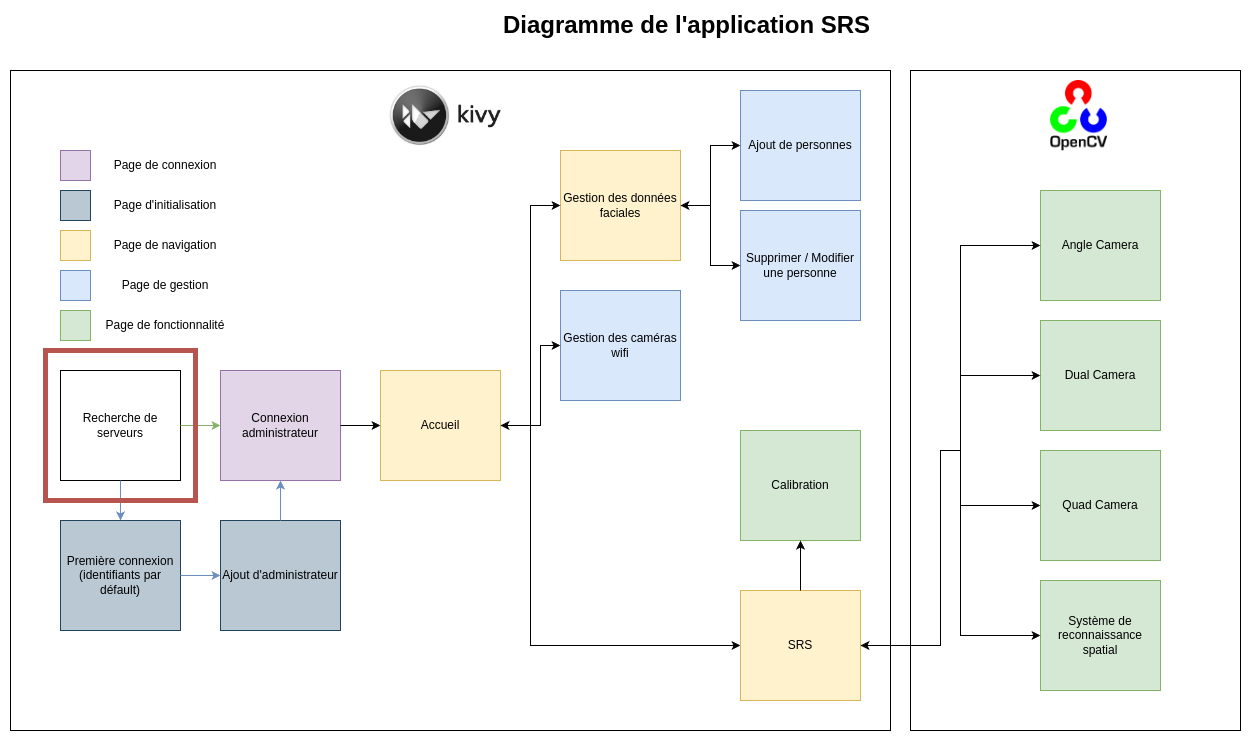 Diagramme de l'application SRS
kivy
OpenCV
Page de connexion
Page d'initialisation
Page de navigation
Page de gestion
Page de fonctionnalité
Recherche de
serveurs
Connexion
administrateur
Accueil
Première connexion
(identifiants par
défault)
Ajout d'administrateur
Gestion des données
faciales
Gestion des caméras
wifi
Ajout de personnes
Supprimer / Modifier
une personne
Calibration
SRS
Angle Camera
Dual Camera
Quad Camera
Système de
reconnaissance
spatial